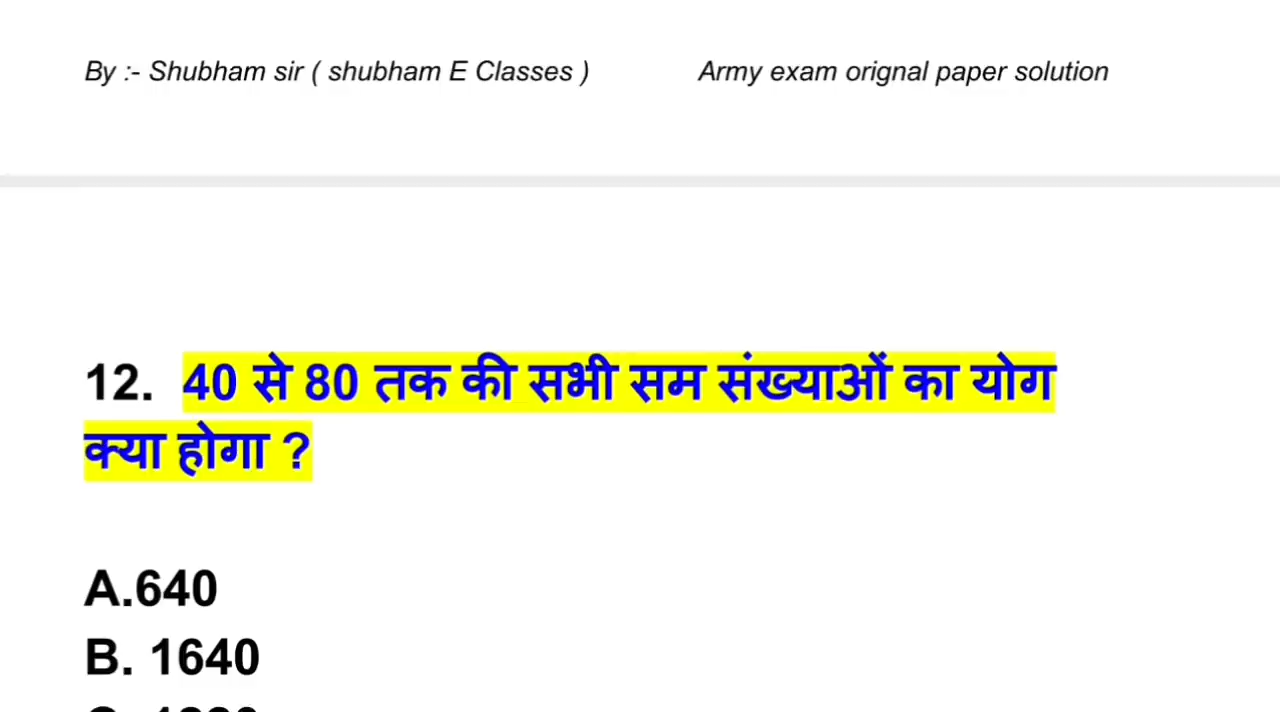 By :- Shubham sir ( shubham E Classes ) Army exam orignal paper solution
12. 40 से 80 तक की सभी सम संख्याओं का योग
क्या होगा ?
A.640
B. 1640